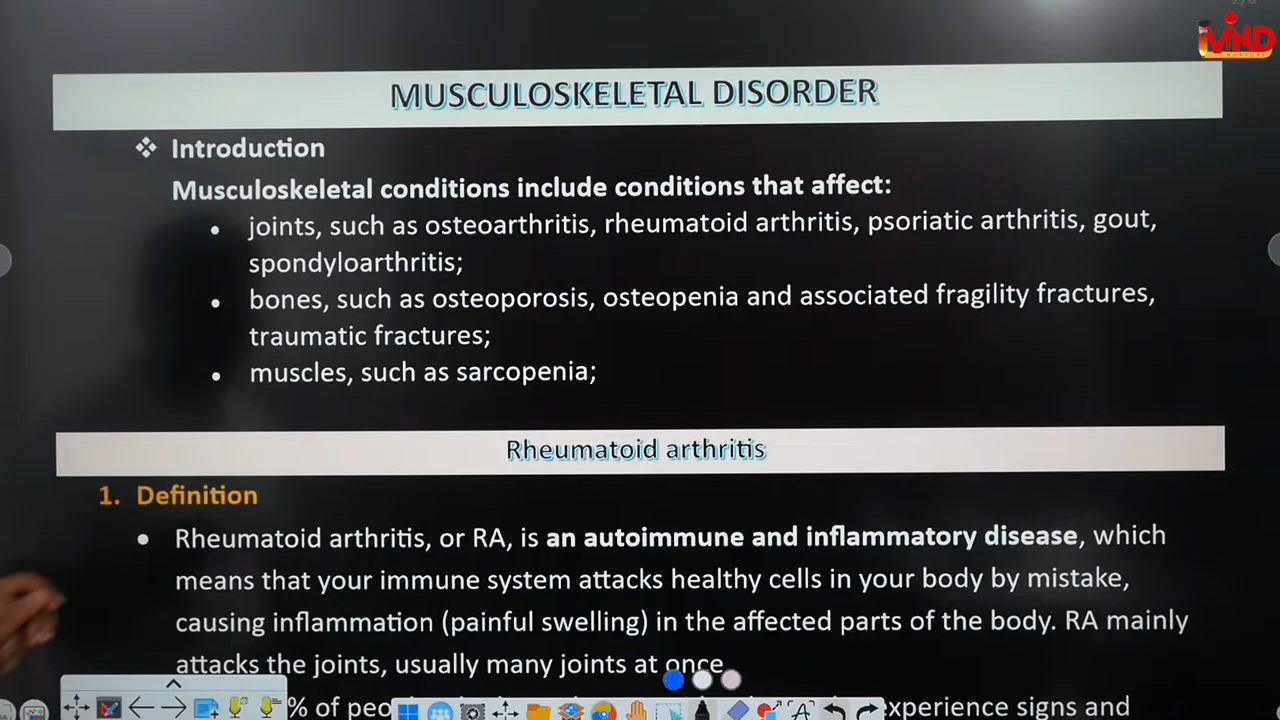 MUSCULOSKELETAL DISORDER
❖ Introduction
Musculoskeletal conditions include conditions that affect:
• joints, such as osteoarthritis, rheumatoid arthritis, psoriatic arthritis, gout,
spondyloarthritis;
• bones, such as osteoporosis, osteopenia and associated fragility fractures,
traumatic fractures;
• muscles, such as sarcopenia;
Rheumatoid arthritis
1. Definition
• Rheumatoid arthritis, or RA, is an autoimmune and inflammatory disease, which
means that your immune system attacks healthy cells in your body by mistake,
causing inflammation (painful swelling) in the affected parts of the body. RA mainly
attacks the joints, usually many joints at once
% of experience signs and